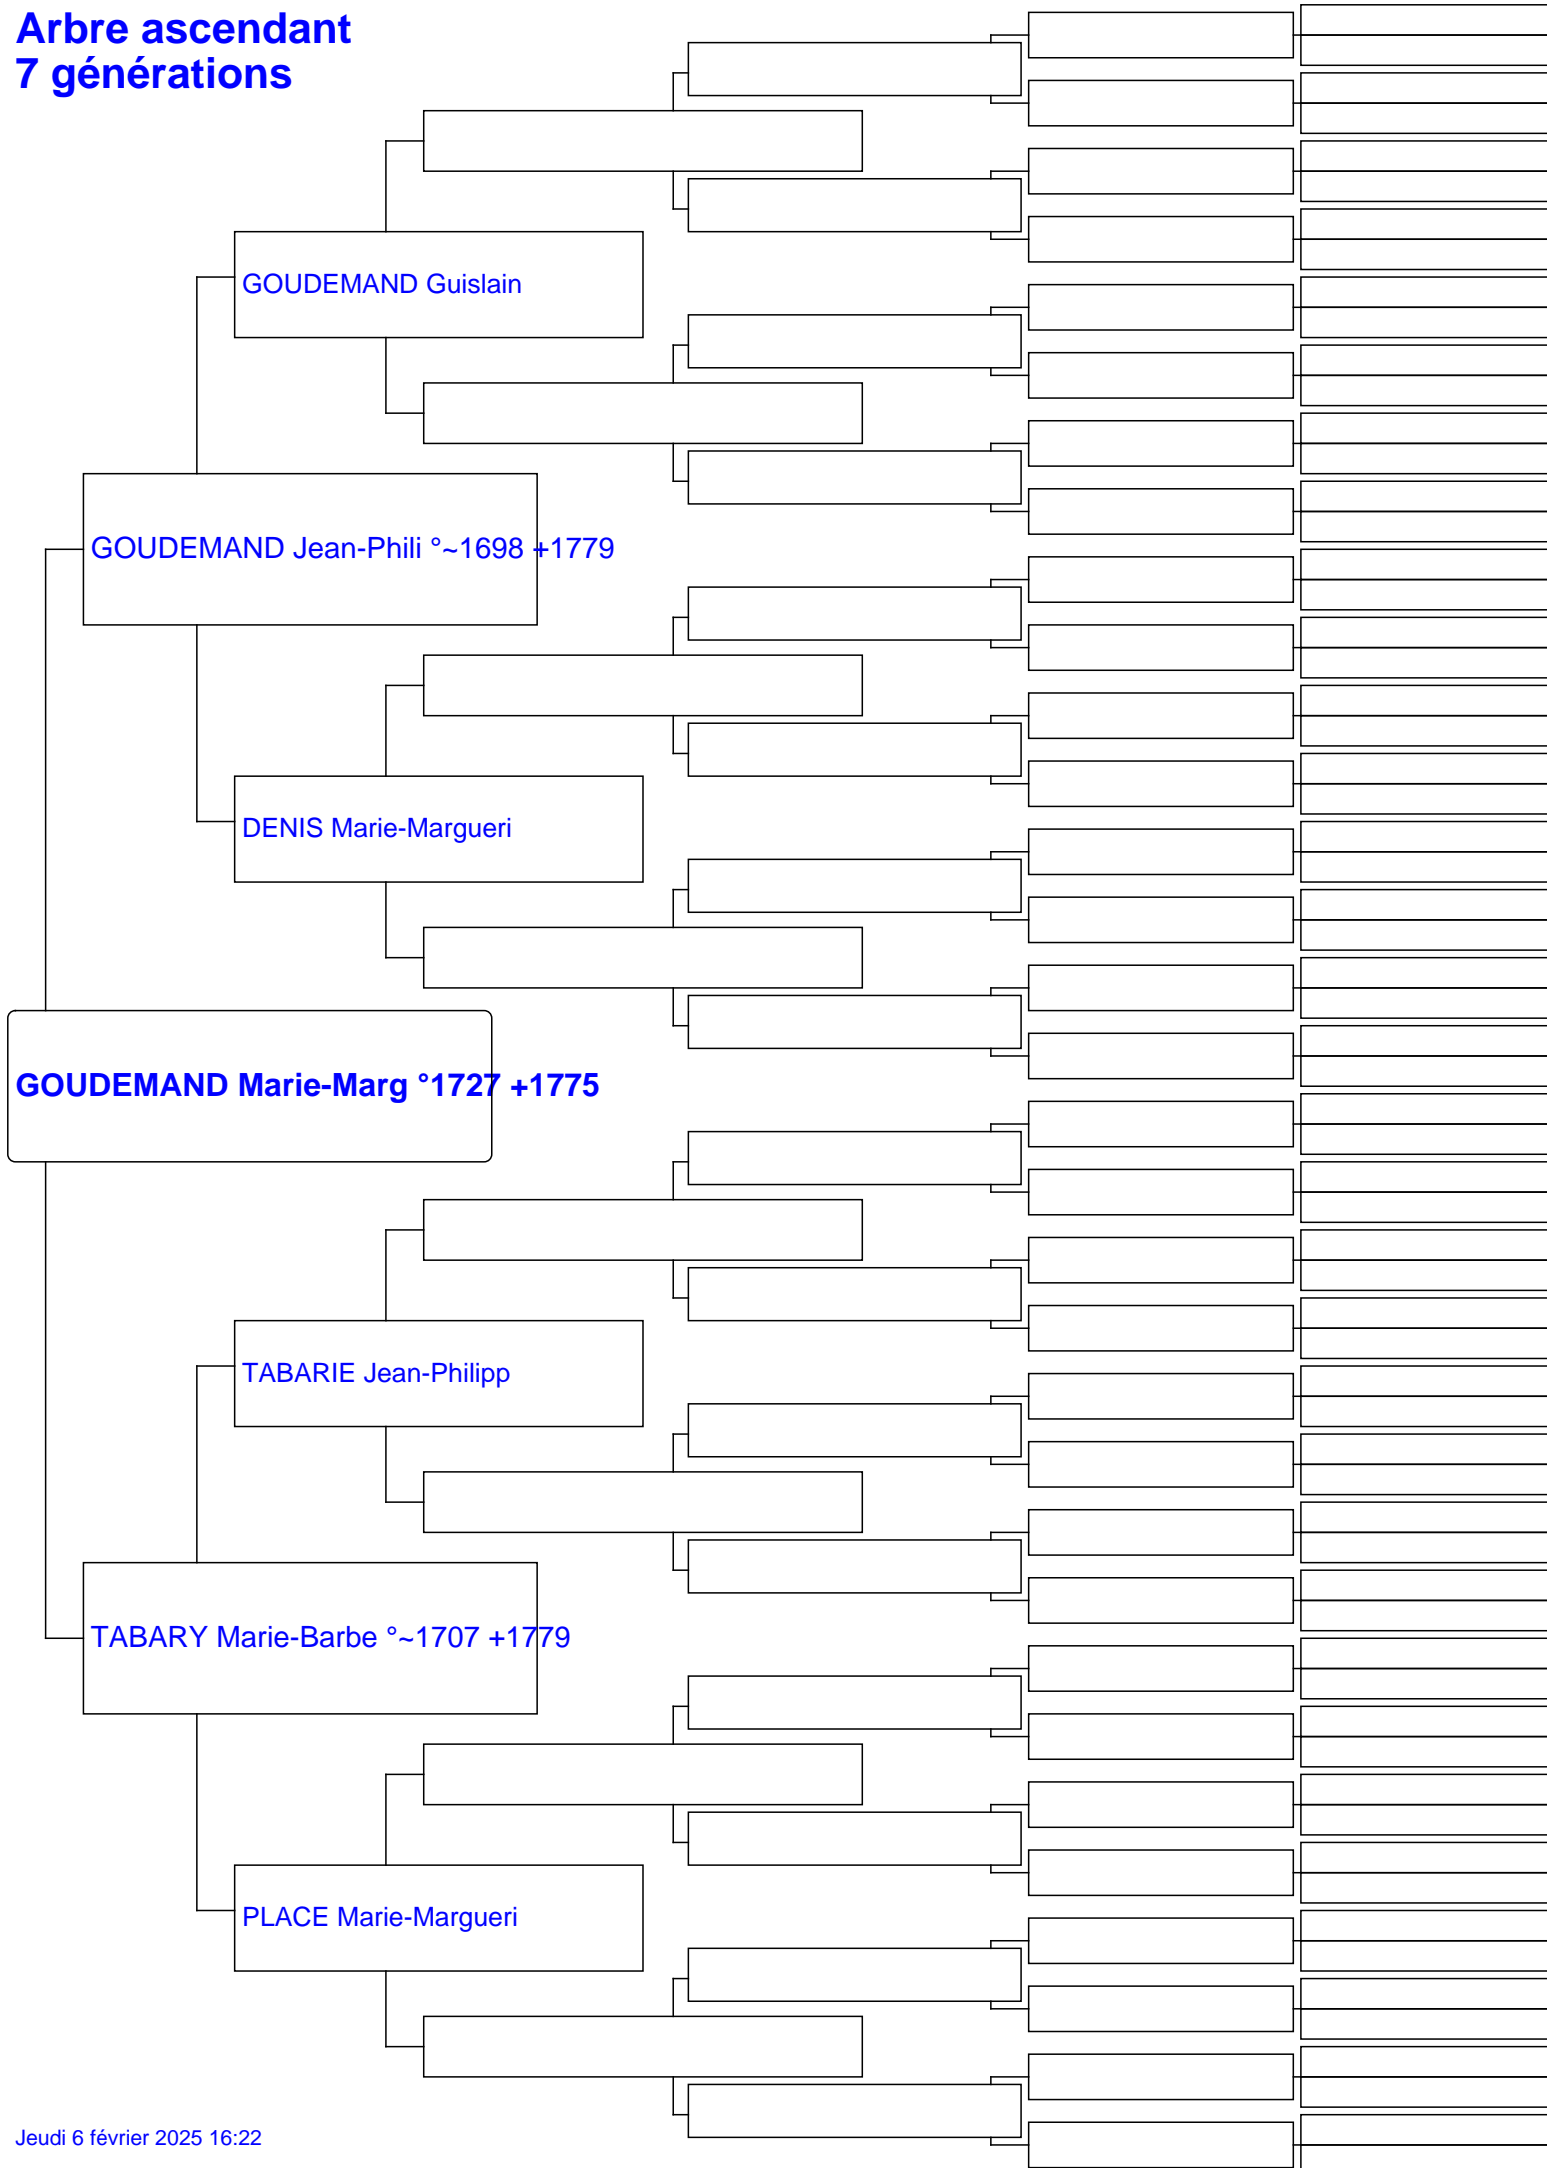 Arbre ascendant
7 générations
GOUDEMAND Guislain
GOUDEMAND Jean-Phili °~1698 +1779
DENIS Marie-Margueri
GOUDEMAND Marie-Marg °1727 +1775
TABARIE Jean-Philipp
TABARY Marie-Barbe °~1707 +1779
PLACE Marie-Margueri
Jeudi 6 février 2025 16:22